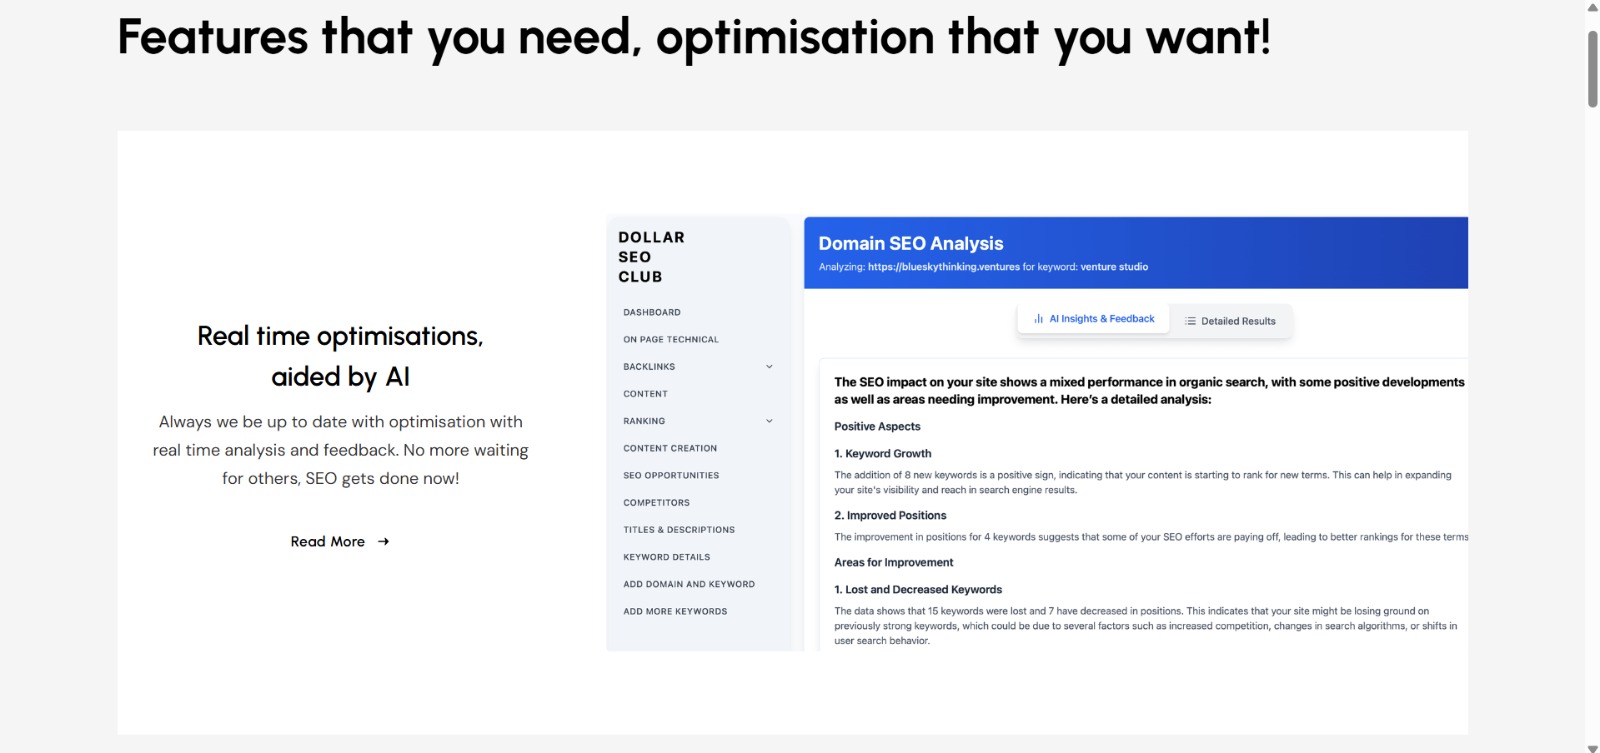 Features that you need, optimisation that you want!
Real time optimisations,
aided by AI
Always we be up to date with optimisation with
real time analysis and feedback. No more waiting
for others, SEO gets done now!
Read More
DOLLAR
SEO
CLUB
DASHBOARD
ON PAGE TECHNICAL
BACKLINKS
CONTENT
RANKING
CONTENT CREATION
SEO OPPORTUNITIES
COMPETITORS
TITLES & DESCRIPTIONS
KEYWORD DETAILS
ADD DOMAIN AND KEYWORD
ADD MORE KEYWORDS
Domain SEO Analysis
Analyzing: https://blueskythinking.ventures for keyword: venture studio
AI Insights & Feedback
Detailed Results
The SEO impact on your site shows a mixed performance in organic search, with some positive developments
as well as areas needing improvement. Here's a detailed analysis:
Positive Aspects
1. Keyword Growth
The addition of 8 new keywords is a positive sign, indicating that your content is starting to rank for new terms. This can help in expanding
your site's visibility and reach in search engine results.
2. Improved Positions
The improvement in positions for 4 keywords suggests that some of your SEO efforts are paying off, leading to better rankings for these terms
Areas for Improvement
1. Lost and Decreased Keywords
The data shows that 15 keywords were lost and 7 have decreased in positions. This indicates that your site might be losing ground on
previously strong keywords, which could be due to several factors such as increased competition, changes in search algorithms, or shifts in
user search behavior.